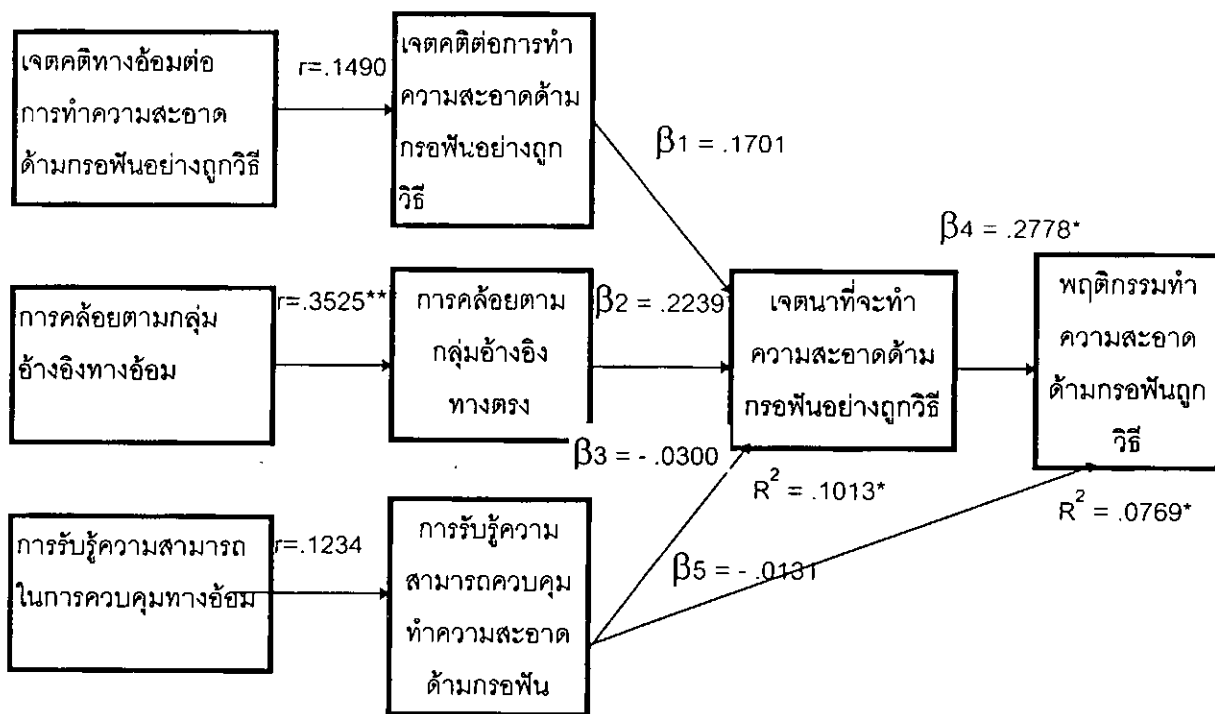 เจตคติทางอ้อมต่อ
การทำความสะอาด
ด้ามกรอฟันอย่างถูกวิธี
r=.1490
เจตคติต่อการทำ
ความสะอาดด้าม
กรอฟันอย่างถูก
วิธี
β1 = .1701
การคล้อยตามกลุ่ม
อ้างอิงทางอ้อม
r=.3525**
การคล้อยตาม
กลุ่มอ้างอิง
ทางตรง
β2 = .2239
เจตนาที่จะทำ
ความสะอาดด้าม
กรอฟันอย่างถูกวิธี
R² = .1013*
β4 = .2778*
พฤติกรรมทำ
ความสะอาด
ด้ามกรอฟันถูก
วิธี
R² = .0769*
การรับรู้ความสามารถ
ในการควบคุมทางอ้อม
r=.1234
การรับรู้ความ
สามารถควบคุม
ทำความสะอาด
ด้ามกรอฟัน
β3 = - .0300
β5 = - .0131